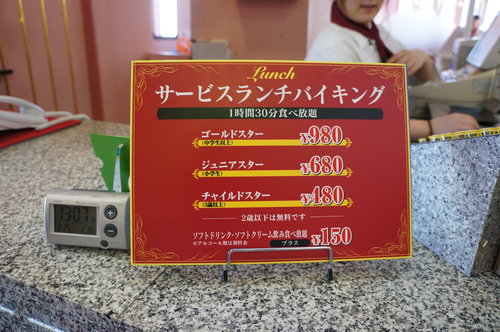 Lunch
サービスランチバイキング
1時間30分食べ放題
ゴールドスター ¥980
(中学生以上)
ジュニアスター ¥680
(小学生)
チャイルドスター ¥480
(3歳以上)
2歳以下は無料です
ソフトドリンク・ソフトクリーム飲み食べ放題
※アルコール類は別料金 プラス ¥150
13:07